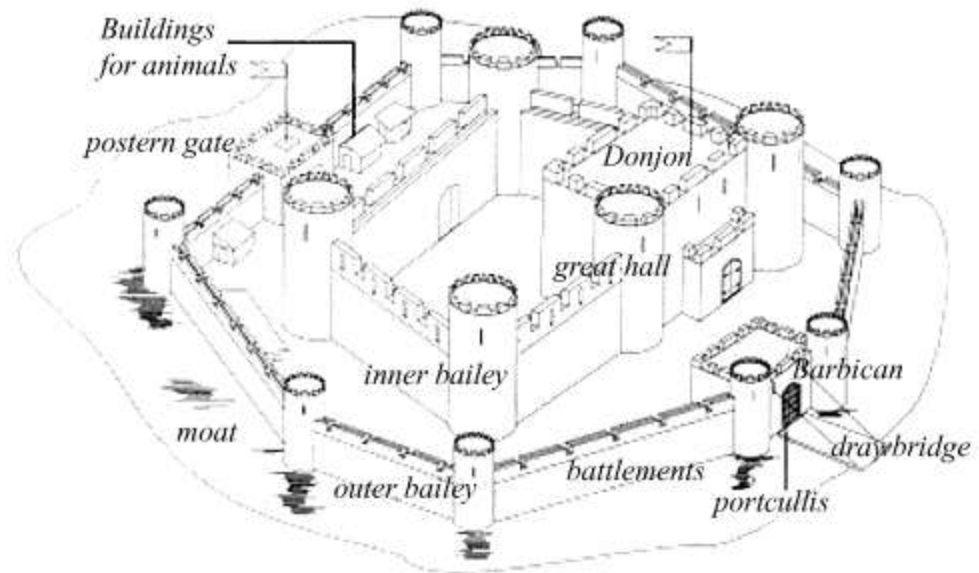 Buildings
for animals
postern gate
Donjon
great hall
inner bailey
Barbican
moat
drawbridge
battlements
outer bailey
portcullis